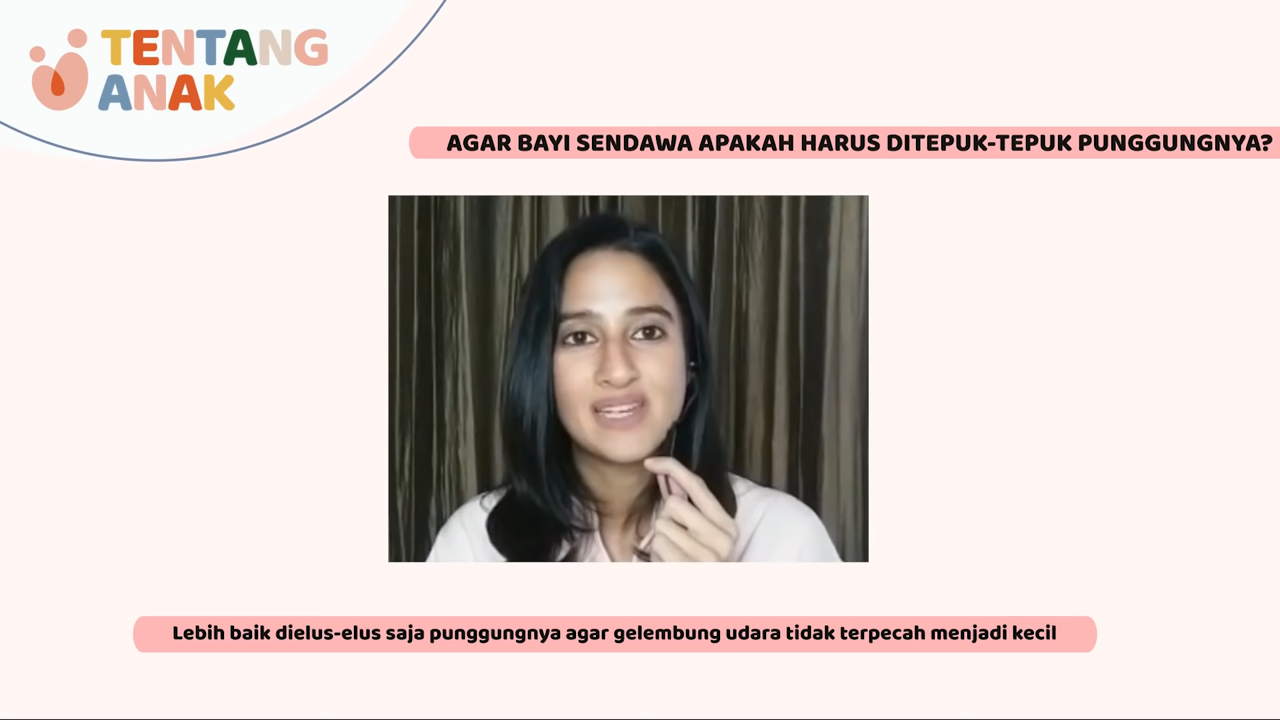 TENTANG
ANAK
AGAR BAYI SENDAWA APAKAH HARUS DITEPUK-TEPUK PUNGGUNGNYA?
Lebih baik dielus-elus saja punggungnya agar gelembung udara tidak terpecah menjadi kecil